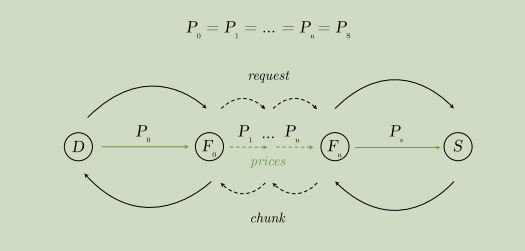 P₀ = P₁ = ... = Pₙ = Pₛ
request
P₀ P₁ ... Pₙ Pₛ
D F₀ Fₙ S
prices
chunk